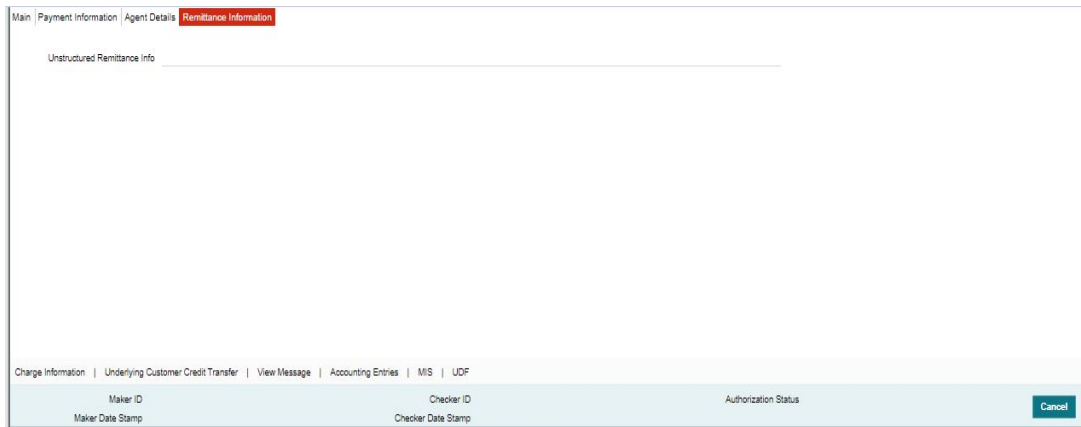 Main Payment Information Agent Details Remittance Information
Unstructured Remittance Info
Charge Information | Underlying Customer Credit Transfer | View Message | Accounting Entries | MIS | UDF
Maker ID Checker ID Authorization Status
Cancel
Maker Date Stamp Checker Date Stamp